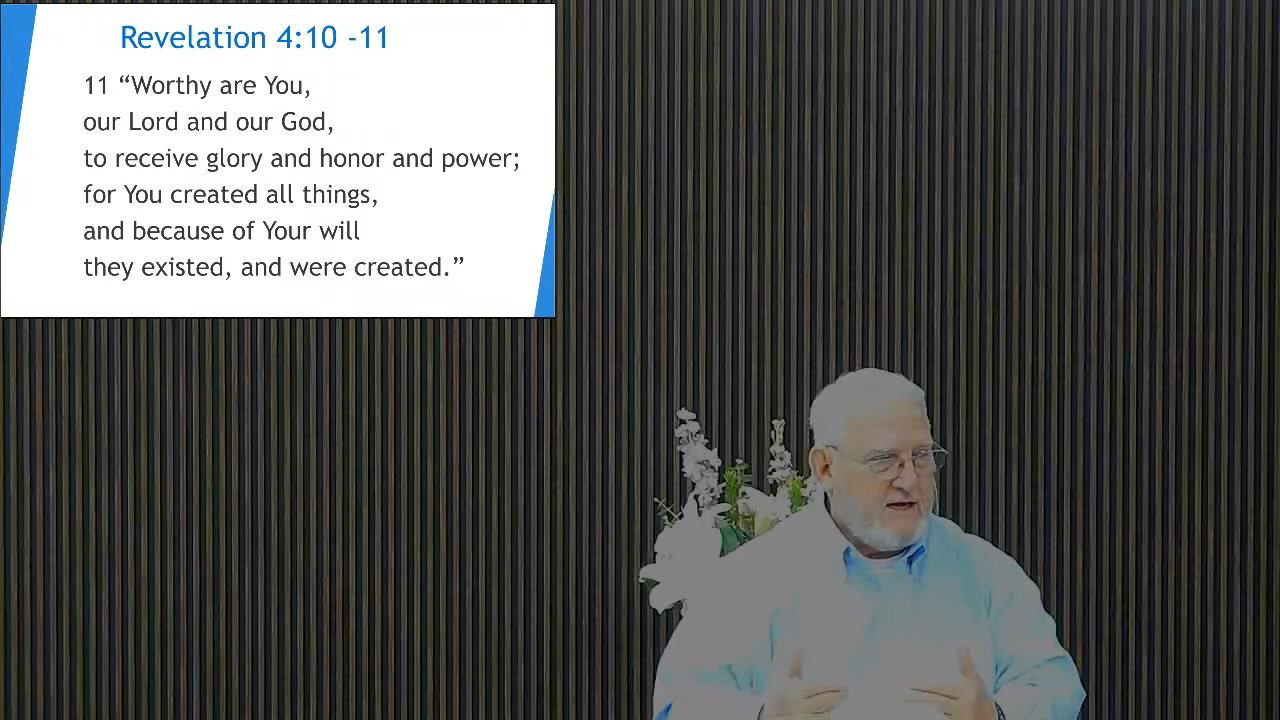 Revelation 4:10 -11
11 “Worthy are You,
our Lord and our God,
to receive glory and honor and power;
for You created all things,
and because of Your will
they existed, and were created.”